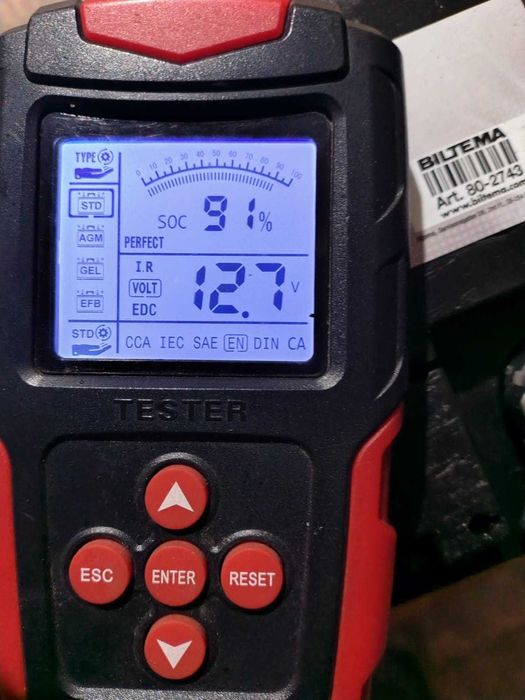 TYPE
0 10 20 30 40 50 60 70 80 90 100
STD
SOC 91%
PERFECT
AGM
GEL
EFB
I.R
VOLT
EDC
12.7 V
STD
CCA IEC SAE EN DIN CA
TESTER
ESC
ENTER
RESET
BILTEMA
Art. 80-2743
www.biltema.